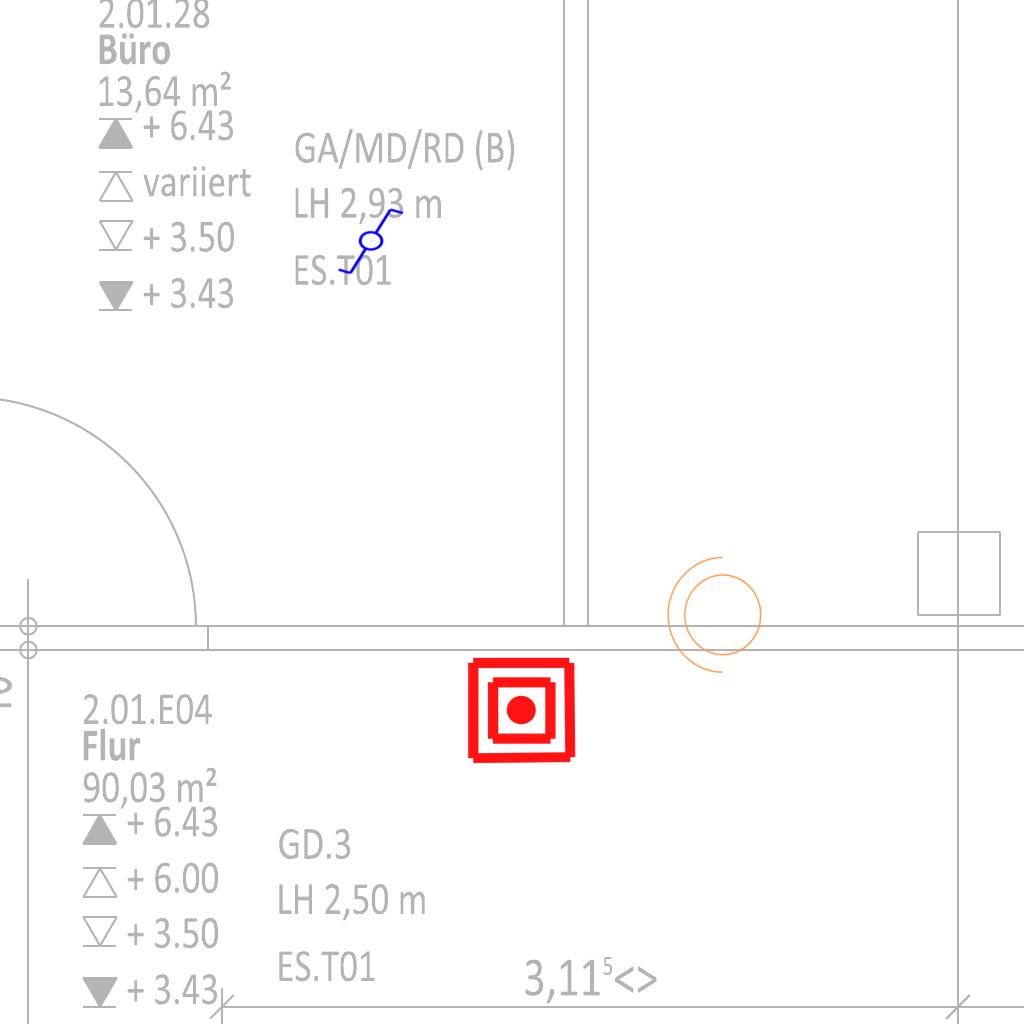 2.01.28
Büro
13,64 m²
+ 6.43
variiert
+ 3.50
+ 3.43
GA/MD/RD (B)
LH 2,93 m
ES.T01
2.01.E04
Flur
90,03 m²
+ 6.43
+ 6.00
+ 3.50
+ 3.43
GD.3
LH 2,50 m
ES.T01
3,11⁵<>